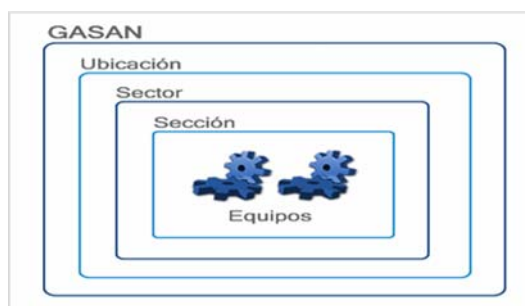 GASAN
Ubicación
Sector
Sección
Equipos